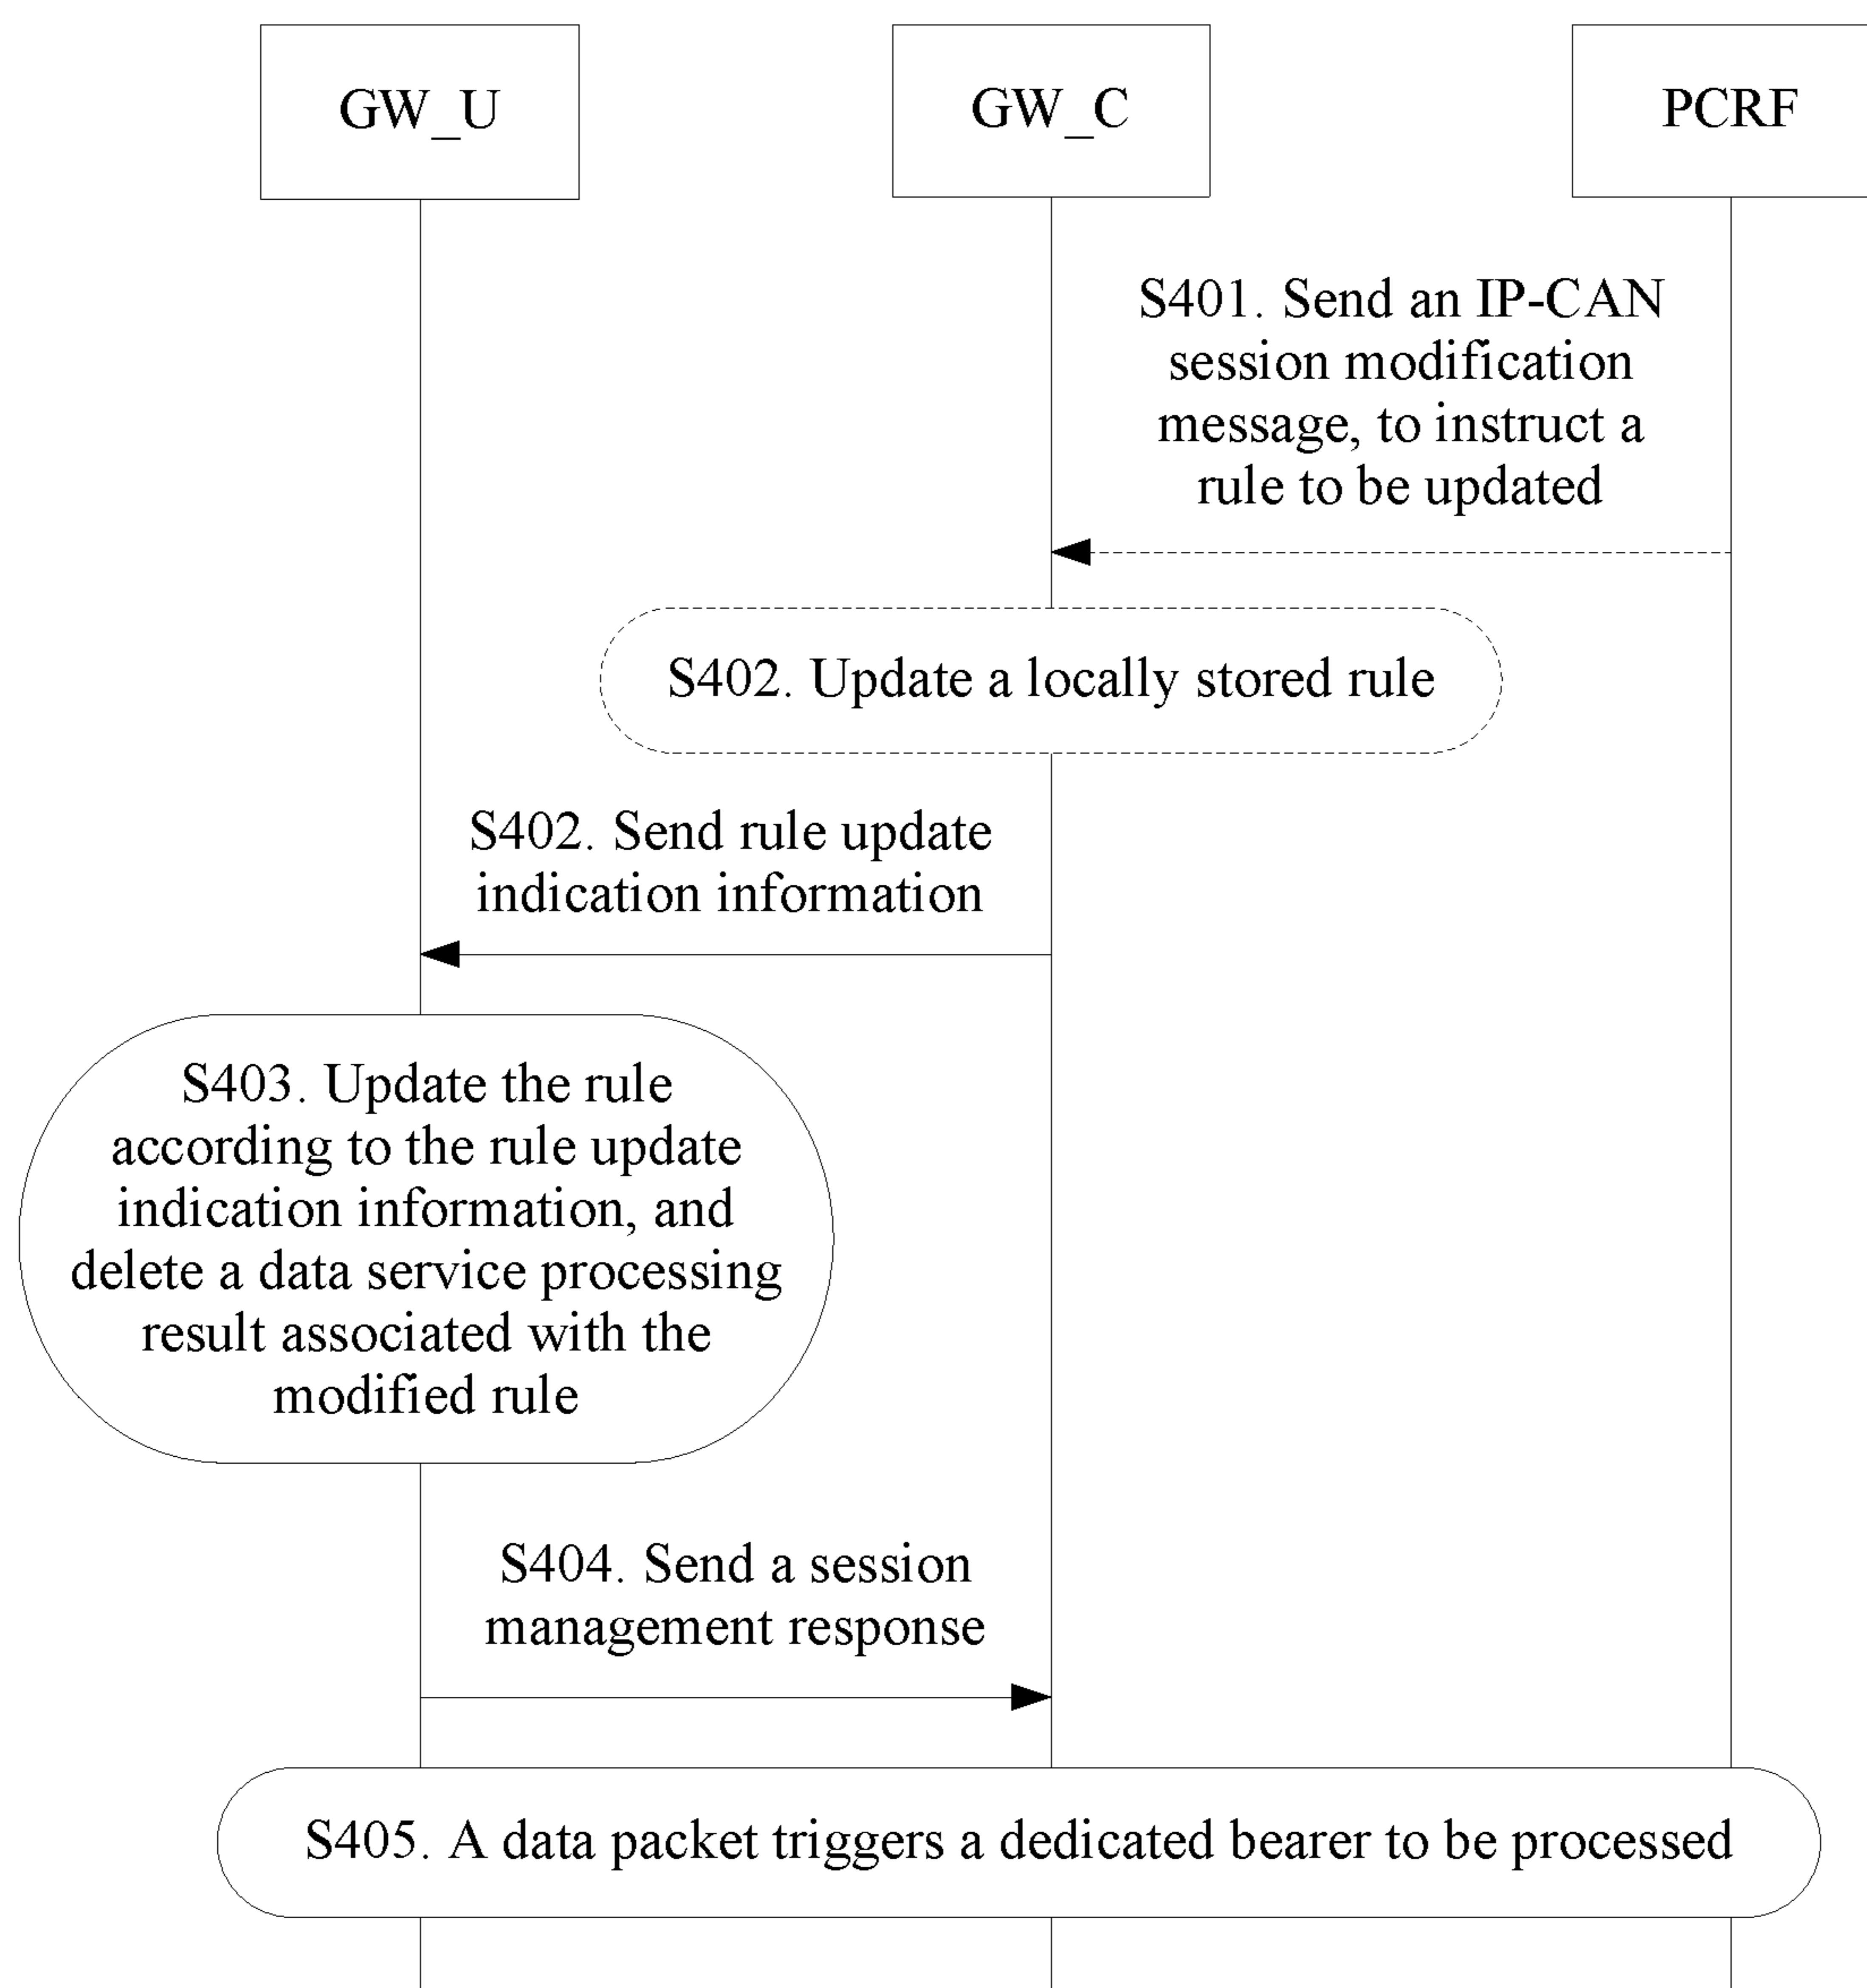 GW_U
GW_C
PCRF
S401. Send an IP-CAN
session modification
message, to instruct a
rule to be updated
S402. Update a locally stored rule
S402. Send rule update
indication information
S403. Update the rule
according to the rule update
indication information, and
delete a data service processing
result associated with the
modified rule
S404. Send a session
management response
S405. A data packet triggers a dedicated bearer to be processed